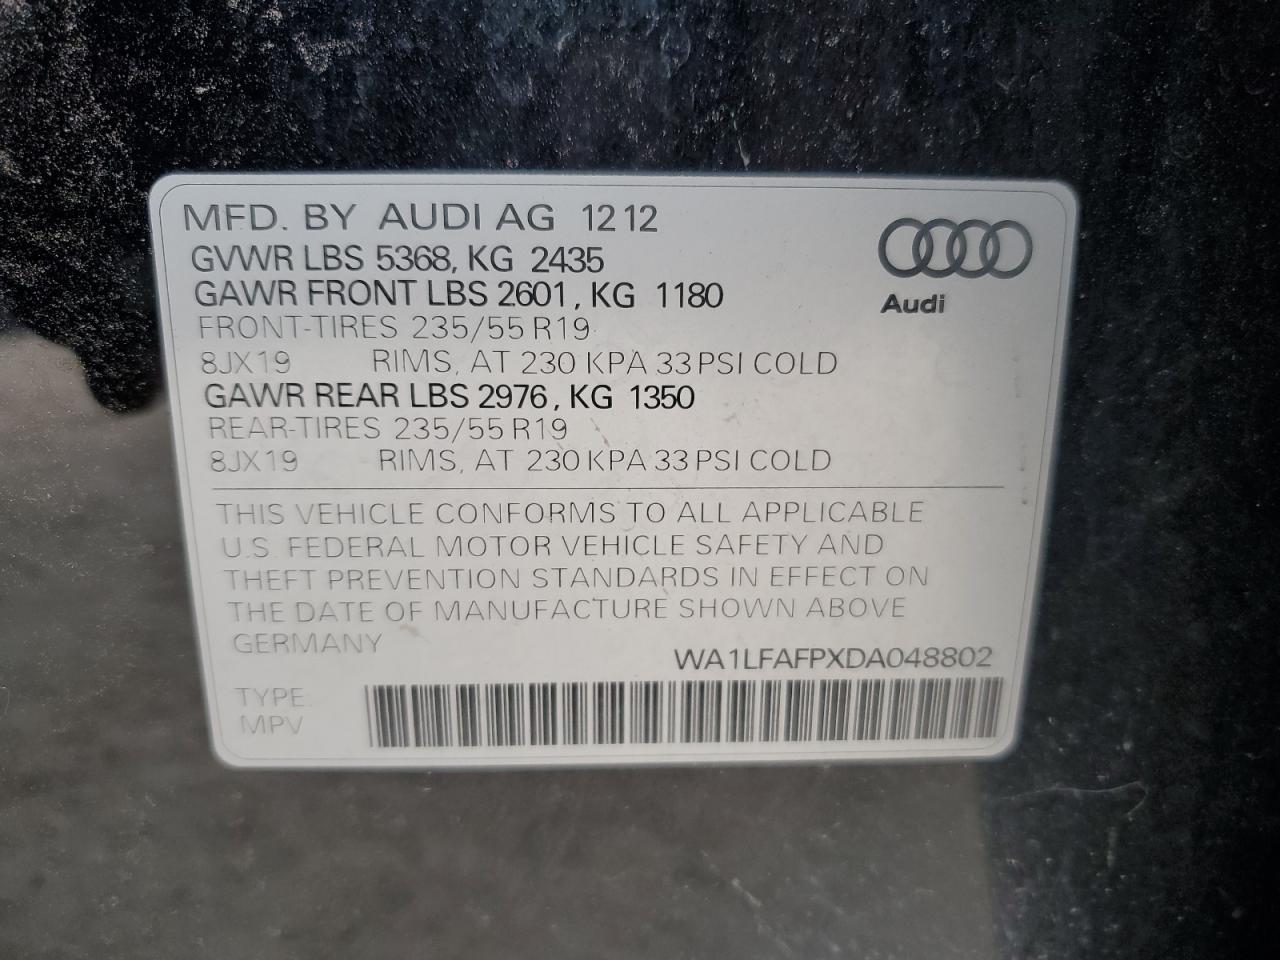 MFD. BY AUDI AG 12 12
GVWR LBS 5368, KG 2435
GAWR FRONT LBS 2601, KG 1180
FRONT-TIRES 235/55 R19
8JX19 RIMS, AT 230 KPA 33 PSI COLD
GAWR REAR LBS 2976, KG 1350
REAR-TIRES 235/55 R19
8JX19 RIMS, AT 230 KPA 33 PSI COLD
Audi
THIS VEHICLE CONFORMS TO ALL APPLICABLE
U.S. FEDERAL MOTOR VEHICLE SAFETY AND
THEFT PREVENTION STANDARDS IN EFFECT ON
THE DATE OF MANUFACTURE SHOWN ABOVE
GERMANY
WA1LFAFPXDA048802
TYPE:
MPV